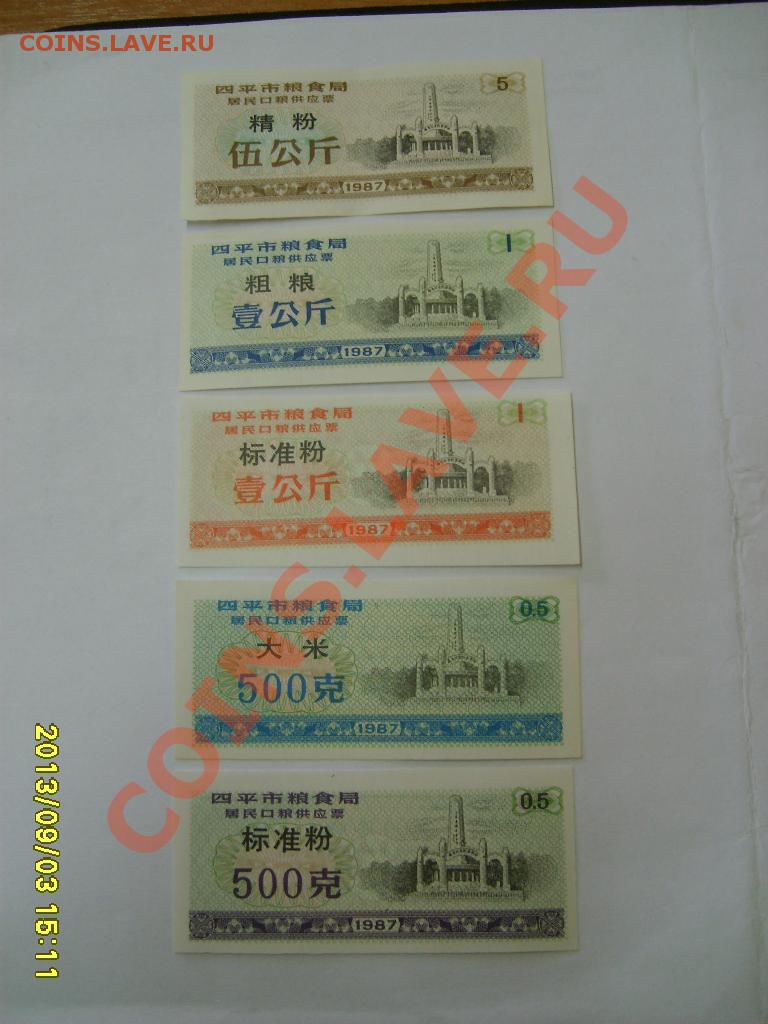 COINS.LAVE.RU
四平市粮食局
居民口粮供应票
精粉
伍公斤
5
1987
四平市粮食局
居民口粮供应票
粗粮
壹公斤
1
1987
四平市粮食局
居民口粮供应票
标准粉
壹公斤
1
1987
四平市粮食局
居民口粮供应票
大米
500克
0.5
1987
四平市粮食局
居民口粮供应票
标准粉
500克
0.5
1987
COINS.LAVE.RU
2013/09/03 15:11